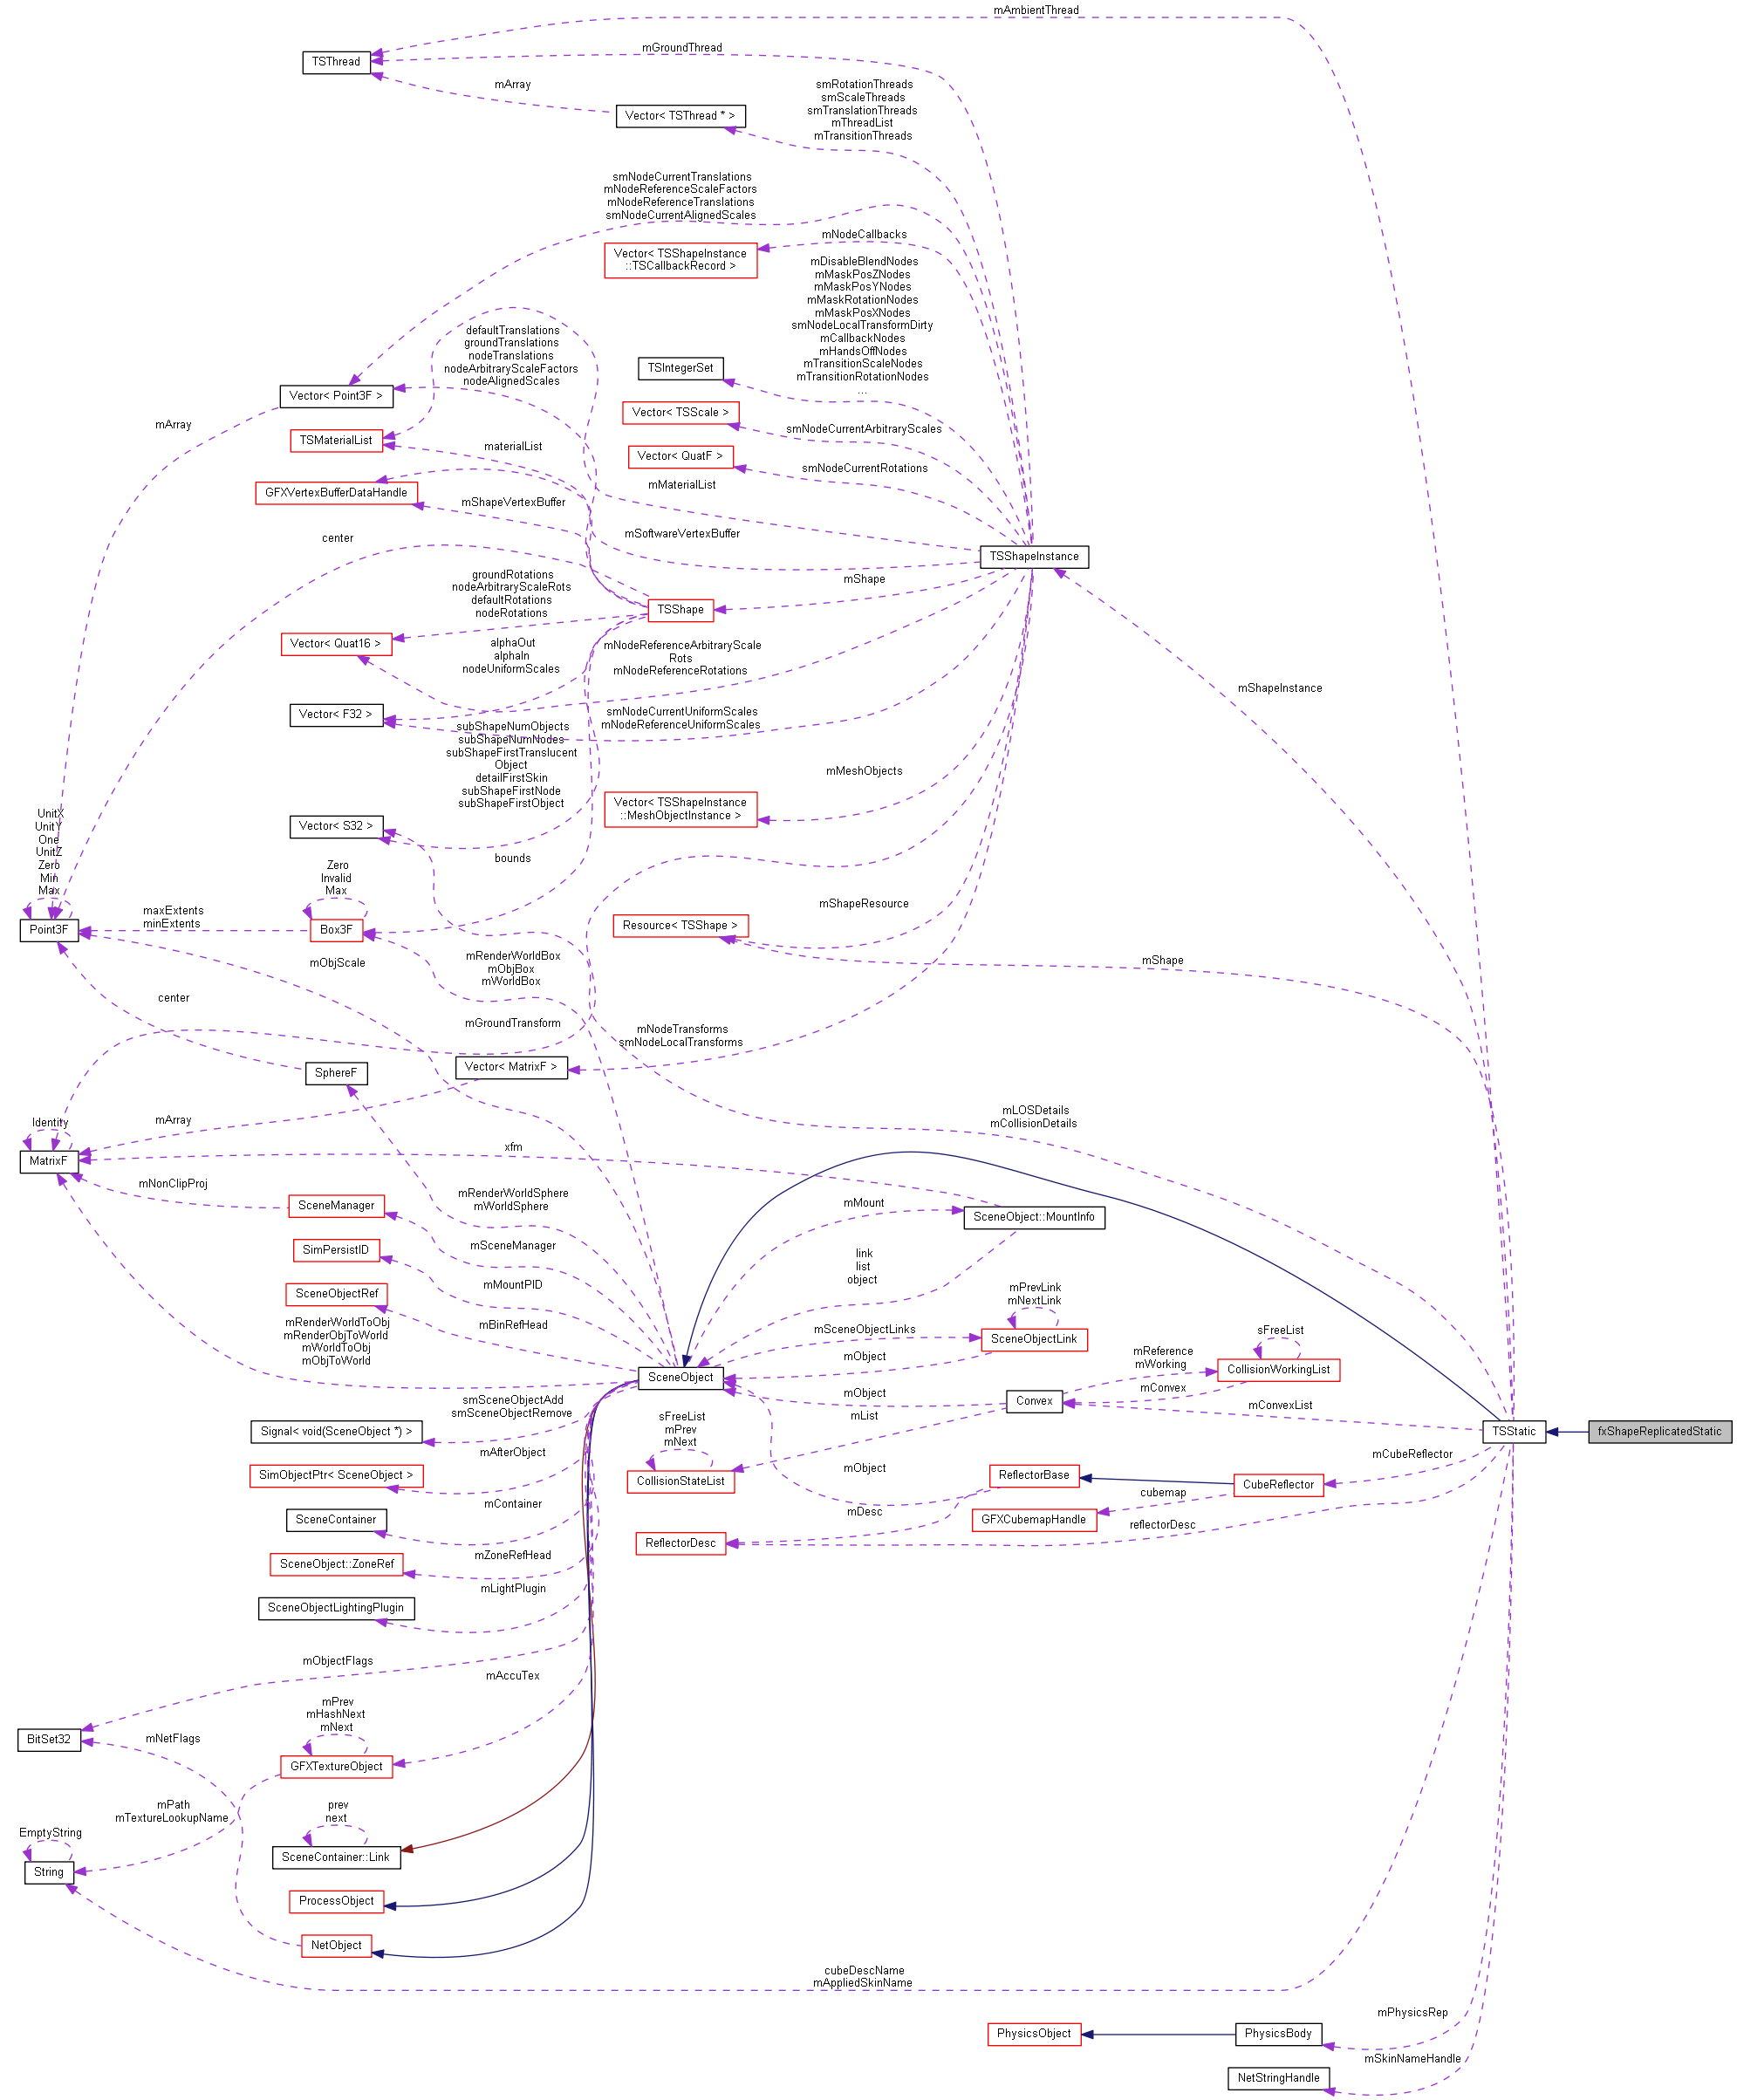 mAmbientThread
mGroundThread
TSThread
mArray
smRotationThreads
smScaleThreads
smTranslationThreads
mThreadList
mTransitionThreads
Vector< TSThread * >
smNodeCurrentTranslations
mNodeReferenceScaleFactors
mNodeReferenceTranslations
smNodeCurrentAlignedScales
mNodeCallbacks
Vector< TSShapeInstance
::TSCallbackRecord >
mDisableBlendNodes
mMaskPosZNodes
mMaskPosYNodes
mMaskRotationNodes
mMaskPosXNodes
smNodeLocalTransformDirty
mCallbackNodes
mHandsOffNodes
mTransitionScaleNodes
mTransitionRotationNodes
...
defaultTranslations
groundTranslations
nodeTranslations
nodeArbitraryScaleFactors
nodeAlignedScales
TSIntegerSet
Vector< Point3F >
Vector< TSScale >
mArray
smNodeCurrentArbitraryScales
TSMaterialList
materialList
Vector< QuatF >
smNodeCurrentRotations
mMaterialList
GFXVertexBufferDataHandle
mShapeVertexBuffer
mSoftwareVertexBuffer
center
TSShapeInstance
mShape
groundRotations
nodeArbitraryScaleRots
defaultRotations
nodeRotations
TSShape
Vector< Quat16 >
alphaOut
alphaIn
nodeUniformScales
mNodeReferenceArbitraryScale
Rots
mNodeReferenceRotations
mShapeInstance
Vector< F32 >
smNodeCurrentUniformScales
mNodeReferenceUniformScales
subShapeNumObjects
subShapeNumNodes
subShapeFirstTranslucent
Object
detailFirstSkin
subShapeFirstNode
subShapeFirstObject
mMeshObjects
Vector< TSShapeInstance
::MeshObjectInstance >
Vector< S32 >
UnitX
UnitY
One
UnitZ
Zero
Min
Max
bounds
Zero
Invalid
Max
maxExtents
minExtents
Point3F
Box3F
mShapeResource
Resource< TSShape >
mShape
mObjScale
mRenderWorldBox
mObjBox
mWorldBox
center
mGroundTransform
mNodeTransforms
smNodeLocalTransforms
SphereF
Vector< MatrixF >
mArray
Identity
xfm
mLOSDetails
mCollisionDetails
MatrixF
mNonClipProj
SceneManager
mRenderWorldSphere
mWorldSphere
mMount
SceneObject::MountInfo
SimPersistID
mSceneManager
link
list
object
mMountPID
SceneObjectRef
mBinRefHead
mPrevLink
mNextLink
mRenderWorldToObj
mRenderObjToWorld
mWorldToObj
mObjToWorld
mSceneObjectLinks
SceneObjectLink
sFreeList
mObject
mReference
mWorking
CollisionWorkingList
SceneObject
mConvex
smSceneObjectAdd
smSceneObjectRemove
mObject
Convex
mConvexList
Signal< void(SceneObject *) >
mList
sFreeList
mPrev
mNext
TSStatic
fxShapeReplicatedStatic
mAfterObject
mCubeReflector
SimObjectPtr< SceneObject >
CollisionStateList
mObject
ReflectorBase
CubeReflector
cubemap
mContainer
SceneContainer
mDesc
GFXCubemapHandle
reflectorDesc
ReflectorDesc
mZoneRefHead
SceneObject::ZoneRef
mLightPlugin
SceneObjectLightingPlugin
mObjectFlags
mAccuTex
mPrev
mHashNext
mNext
BitSet32
mNetFlags
GFXTextureObject
mPath
mTextureLookupName
prev
next
EmptyString
SceneContainer::Link
String
ProcessObject
NetObject
cubeDescName
mAppliedSkinName
mPhysicsRep
PhysicsObject
PhysicsBody
mSkinNameHandle
NetStringHandle